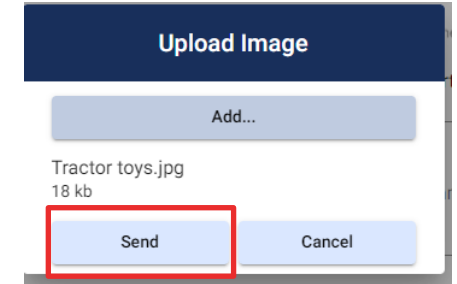 Upload Image
Add...
Tractor toys.jpg
18 kb
Send Cancel